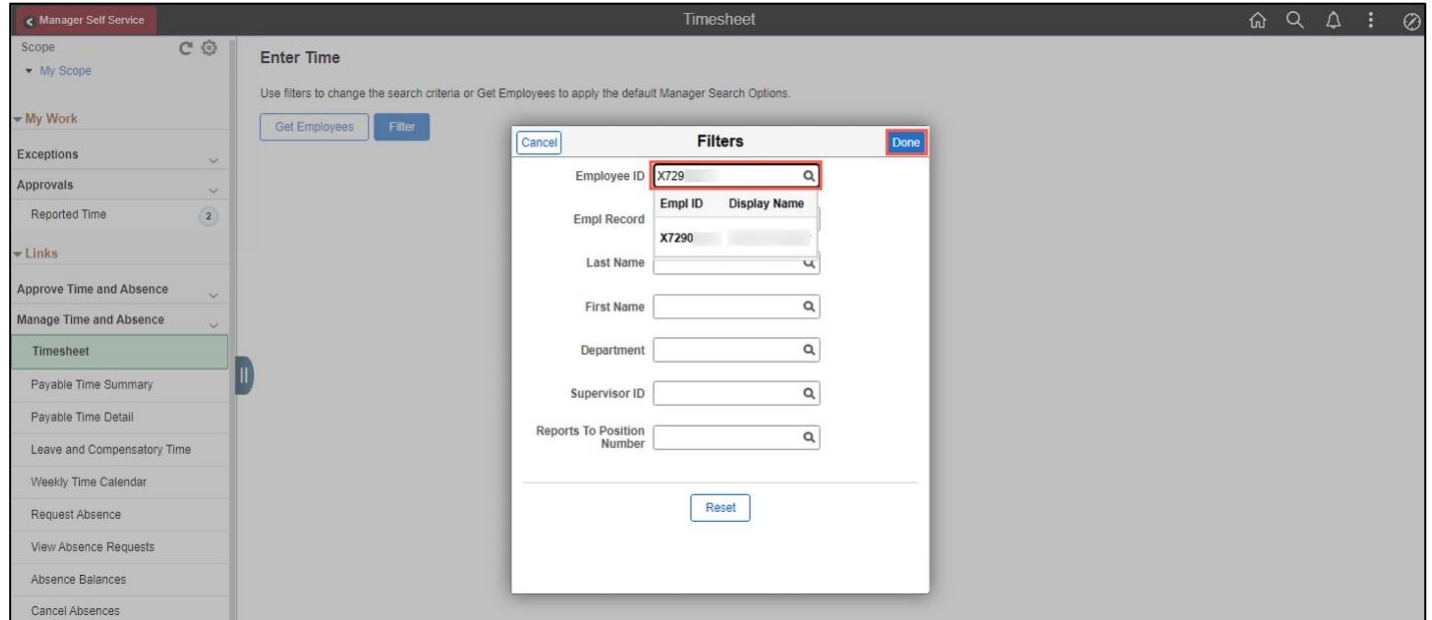 Manager Self Service
Timesheet
Scope
My Scope
My Work
Exceptions
Approvals
Reported Time 2
Links
Approve Time and Absence
Manage Time and Absence
Timesheet
Payable Time Summary
Payable Time Detail
Leave and Compensatory Time
Weekly Time Calendar
Request Absence
View Absence Requests
Absence Balances
Cancel Absences
Enter Time
Use filters to change the search criteria or Get Employees to apply the default Manager Search Options.
Get Employees Filter
Cancel Filters Done
Employee ID X729
Empl ID Display Name
Empl Record
X7290
Last Name
First Name
Department
Supervisor ID
Reports To Position
Number
Reset